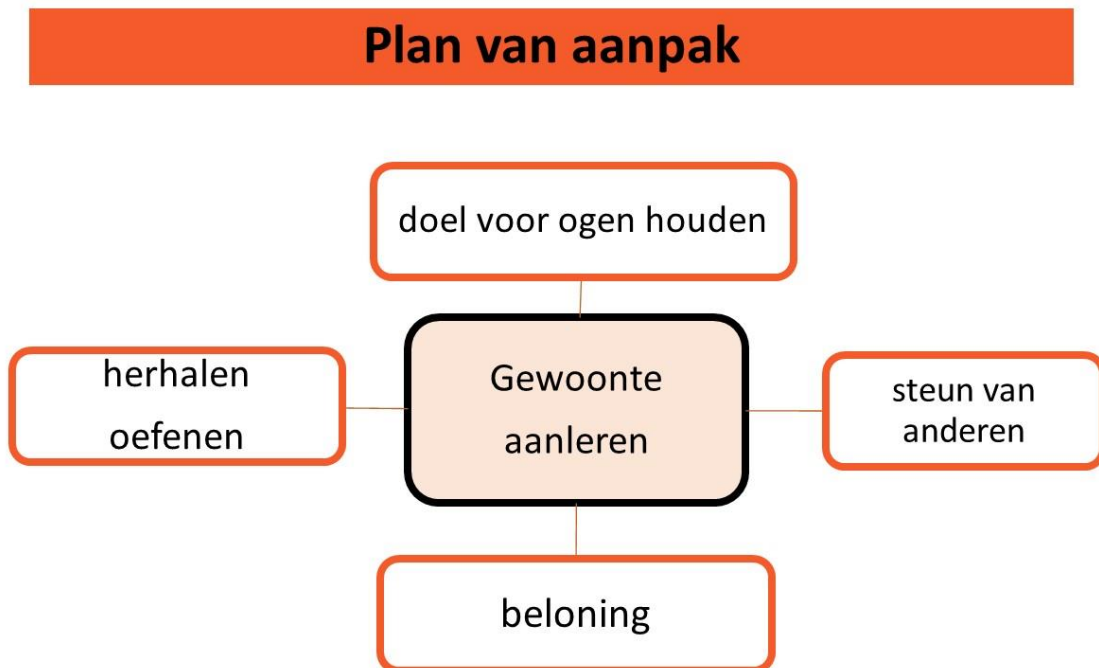 Plan van aanpak
doel voor ogen houden
herhalen
oefenen
Gewoonte
aanleren
steun van
anderen
beloning